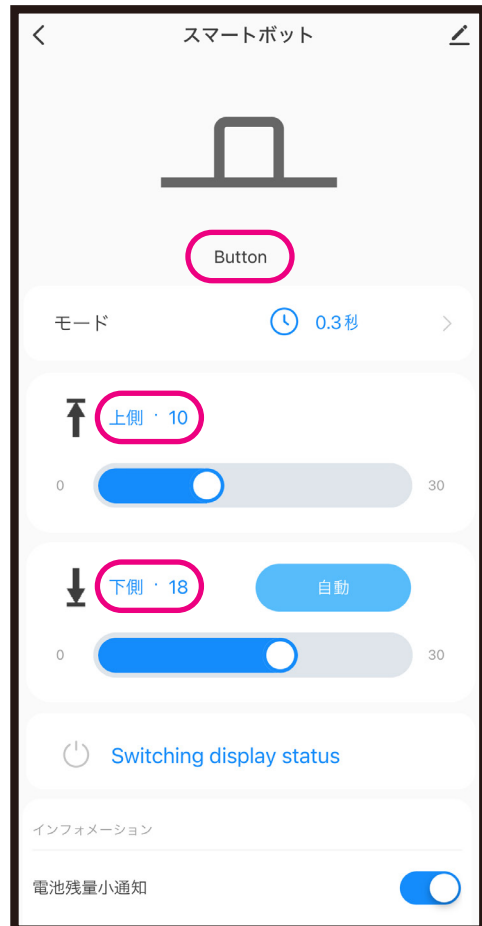 スマートボット
Button
モード 0.3秒
上側 · 10
0 30
下側 · 18 自動
0 30
Switching display status
インフォメーション
電池残量小通知